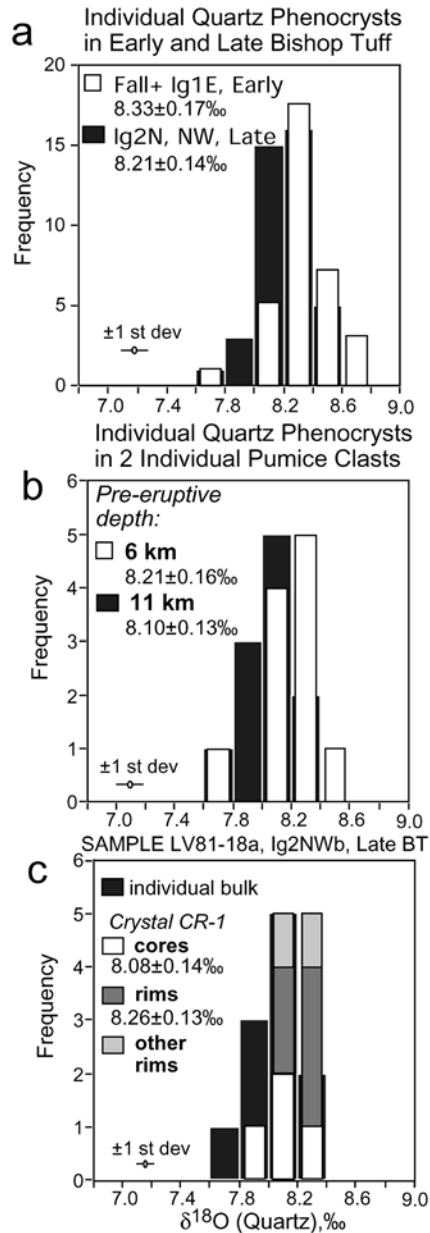 Individual Quartz Phenocrysts
in Early and Late Bishop Tuff
a
20
15
10
5
0
Frequency
Fall+ Ig1E, Early
8.33±0.17‰
Ig2N, NW, Late
8.21±0.14‰
±1 st dev
7.0 7.4 7.8 8.2 8.6 9.0
Individual Quartz Phenocrysts
in 2 Individual Pumice Clasts
b
6
5
4
3
2
1
0
Frequency
Pre-eruptive
depth:
6 km
8.21±0.16‰
11 km
8.10±0.13‰
±1 st dev
7.0 7.4 7.8 8.2 8.6 9.0
SAMPLE LV81-18a, Ig2NWb, Late BT
c
6
5
4
3
2
1
0
Frequency
individual bulk
Crystal CR-1
cores
8.08±0.14‰
rims
8.26±0.13‰
other
rims
±1 st dev
7.0 7.4 7.8 8.2 8.6 9.0
δ18O (Quartz),‰